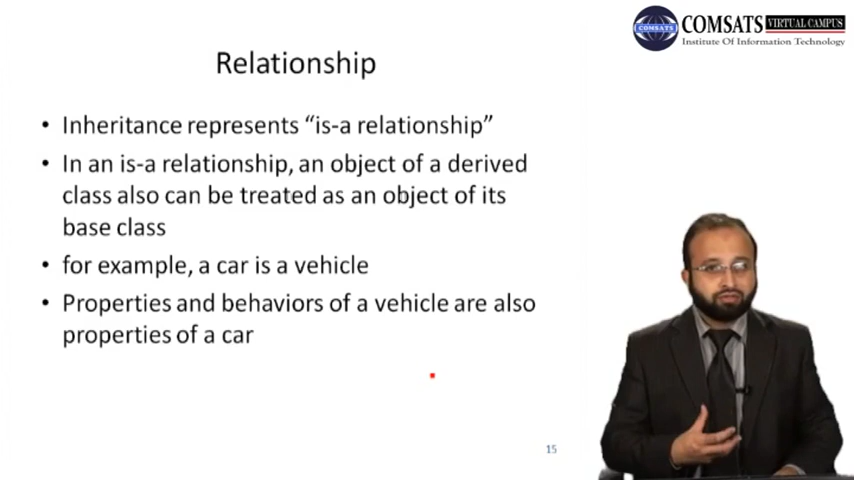 COMSATS VIRTUAL CAMPUS
Institute Of Information Technology
COMSATS
Relationship
• Inheritance represents “is-a relationship”
• In an is-a relationship, an object of a derived
class also can be treated as an object of its
base class
• for example, a car is a vehicle
• Properties and behaviors of a vehicle are also
properties of a car
15